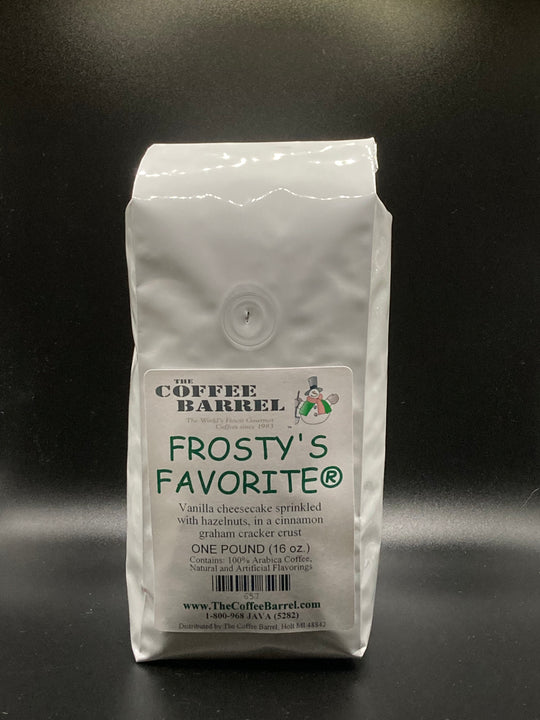 THE
COFFEE
BARREL
The World's Finest Gourmet
Coffees since 1983
™
FROSTY'S
FAVORITE®
Vanilla cheesecake sprinkled
with hazelnuts, in a cinnamon
graham cracker crust
ONE POUND (16 oz.)
Contains: 100% Arabica Coffee,
Natural and Artificial Flavorings
657
www.TheCoffeeBarrel.com
1-800-968 JAVA (5282)
Distributed by The Coffee Barrel, Holt MI 48842